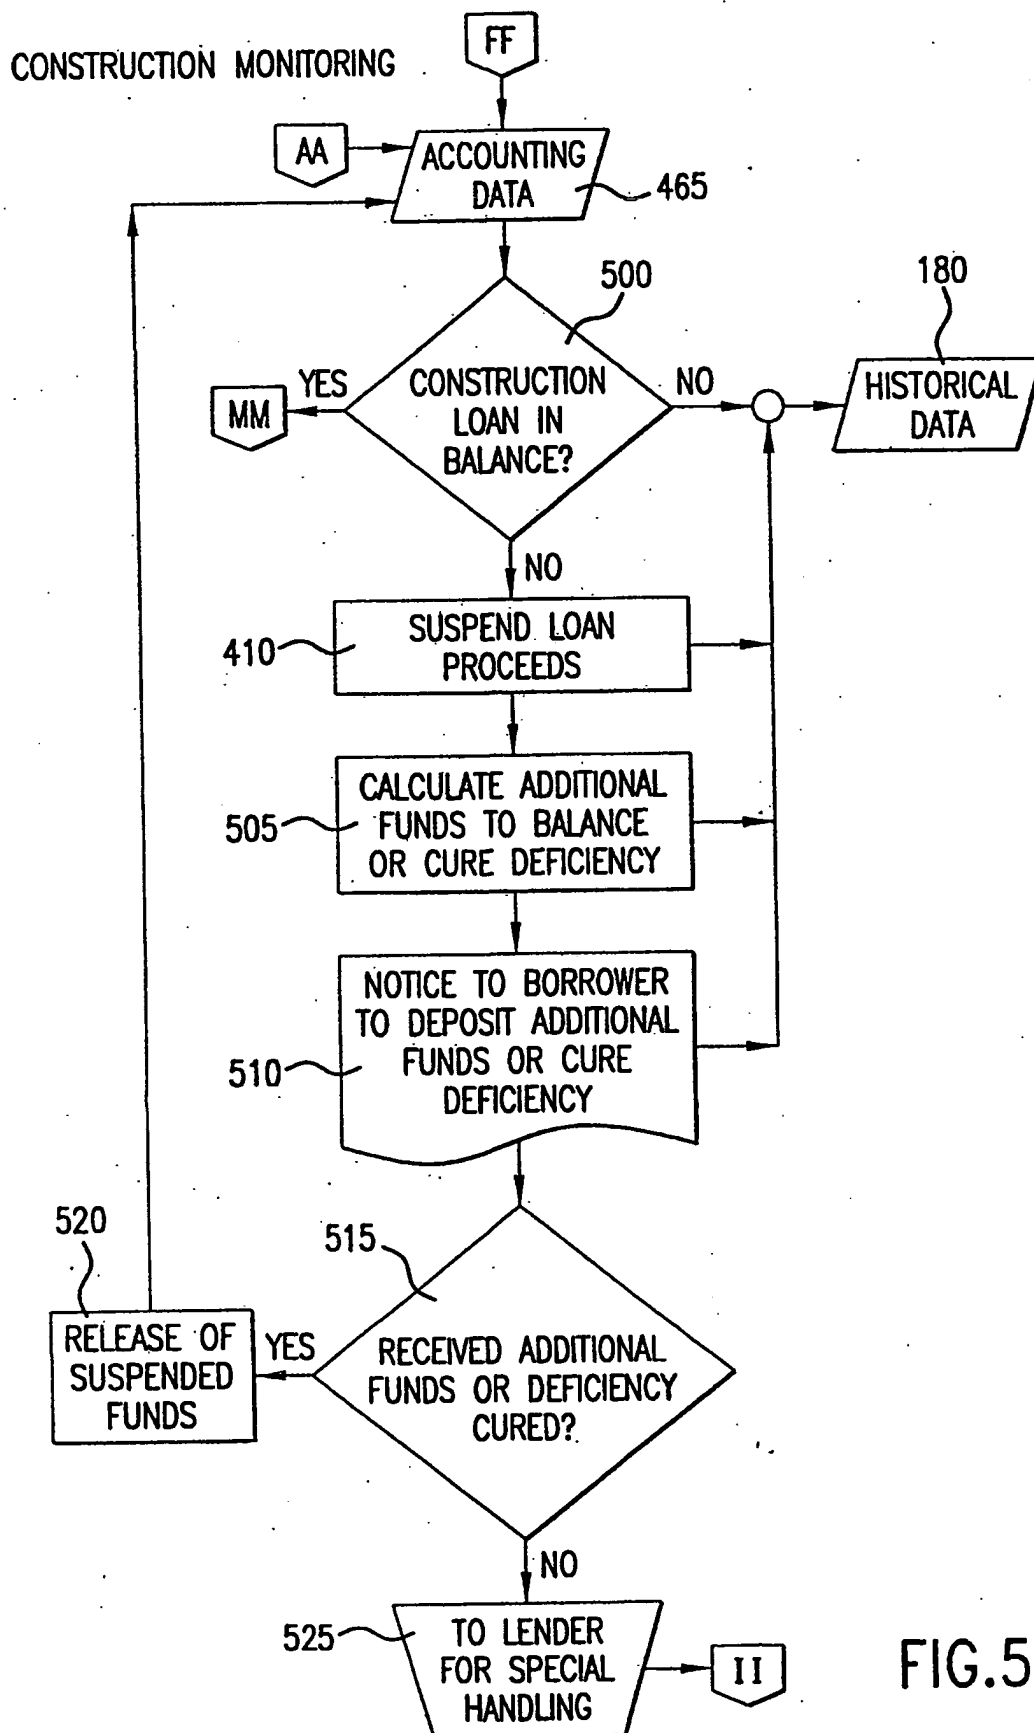 FF
CONSTRUCTION MONITORING
AA
ACCOUNTING
DATA
465
500
180
YES
MM
CONSTRUCTION
LOAN IN
BALANCE?
NO
HISTORICAL
DATA
NO
410
SUSPEND LOAN
PROCEEDS
505
CALCULATE ADDITIONAL
FUNDS TO BALANCE
OR CURE DEFICIENCY
510
NOTICE TO BORROWER
TO DEPOSIT ADDITIONAL
FUNDS OR CURE
DEFICIENCY
520
515
RELEASE OF
SUSPENDED
FUNDS
YES
RECEIVED ADDITIONAL
FUNDS OR DEFICIENCY
CURED?
NO
525
TO LENDER
FOR SPECIAL
HANDLING
II
FIG.5